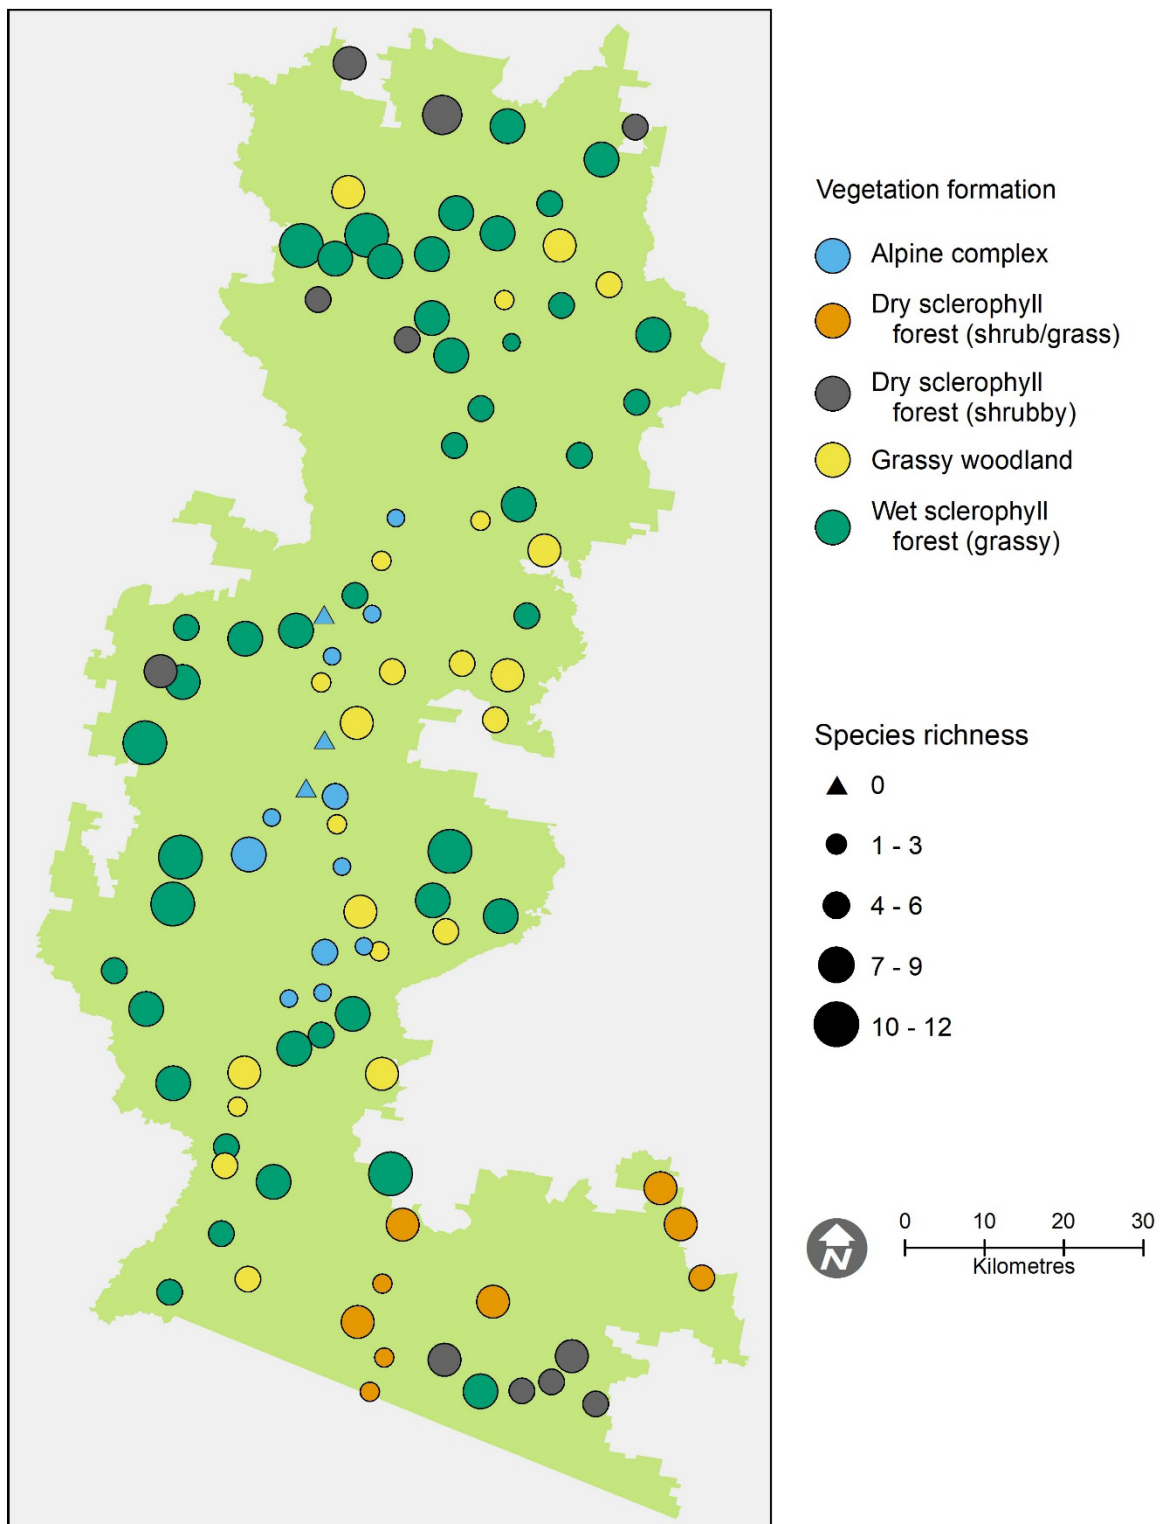 Vegetation formation
Alpine complex
Dry sclerophyll
forest (shrub/grass)
Dry sclerophyll
forest (shrubby)
Grassy woodland
Wet sclerophyll
forest (grassy)
Species richness
0
1 - 3
4 - 6
7 - 9
10 - 12
N
0 10 20 30
Kilometres